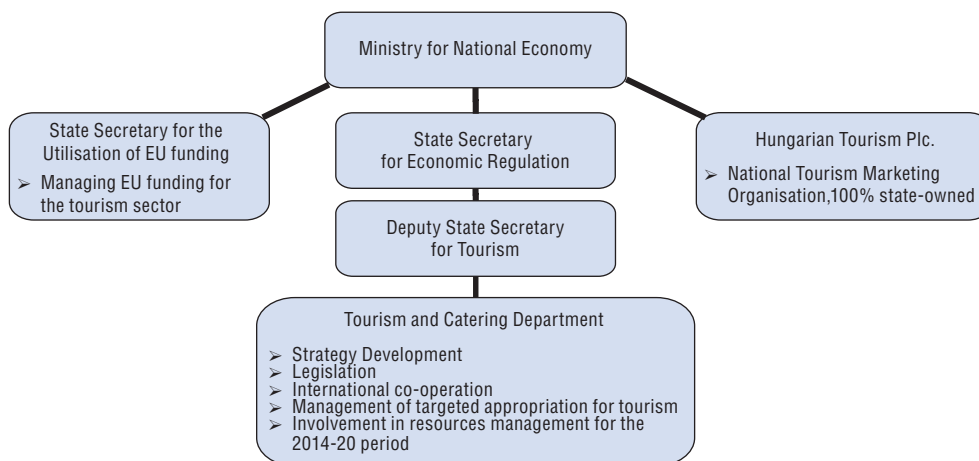 Ministry for National Economy
State Secretary for the
Utilisation of EU funding
➢ Managing EU funding for
the tourism sector
State Secretary
for Economic Regulation
Hungarian Tourism Plc.
➢ National Tourism Marketing
Organisation,100% state-owned
Deputy State Secretary
for Tourism
Tourism and Catering Department
➢ Strategy Development
➢ Legislation
➢ International co-operation
➢ Management of targeted appropriation for tourism
➢ Involvement in resources management for the
2014-20 period